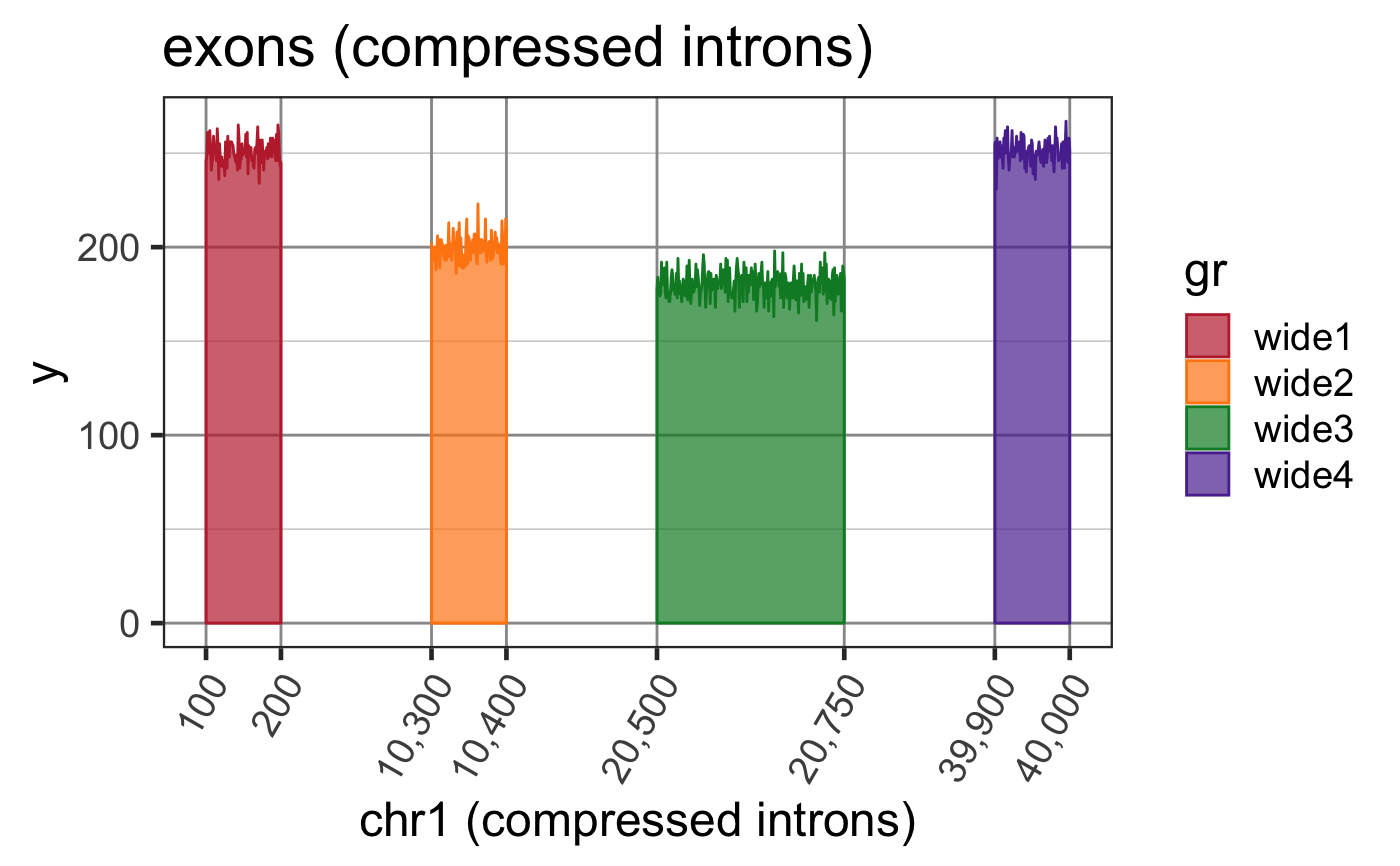 exons (compressed introns)
y
200
100
0
100
200
10,300
10,400
20,500
20,750
39,900
40,000
chr1 (compressed introns)
gr
wide1
wide2
wide3
wide4